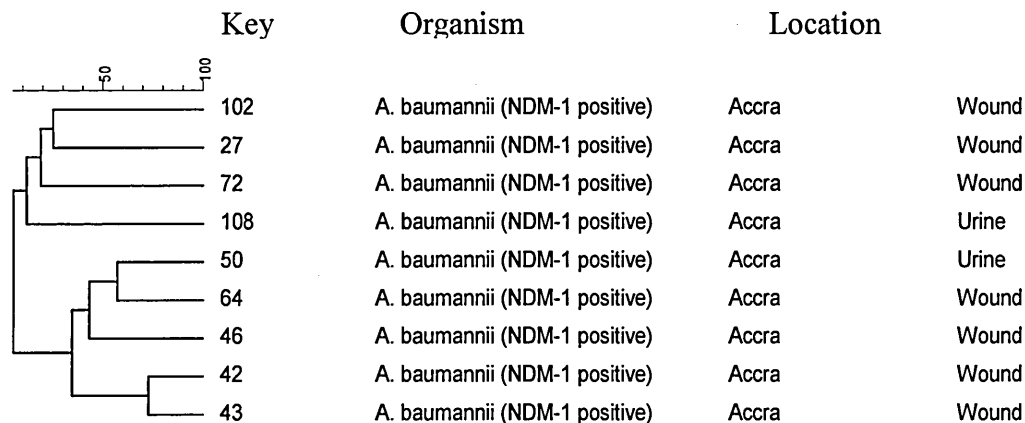 Key Organism Location
50 100
102 A. baumannii (NDM-1 positive) Accra Wound
27 A. baumannii (NDM-1 positive) Accra Wound
72 A. baumannii (NDM-1 positive) Accra Wound
108 A. baumannii (NDM-1 positive) Accra Urine
50 A. baumannii (NDM-1 positive) Accra Urine
64 A. baumannii (NDM-1 positive) Accra Wound
46 A. baumannii (NDM-1 positive) Accra Wound
42 A. baumannii (NDM-1 positive) Accra Wound
43 A. baumannii (NDM-1 positive) Accra Wound